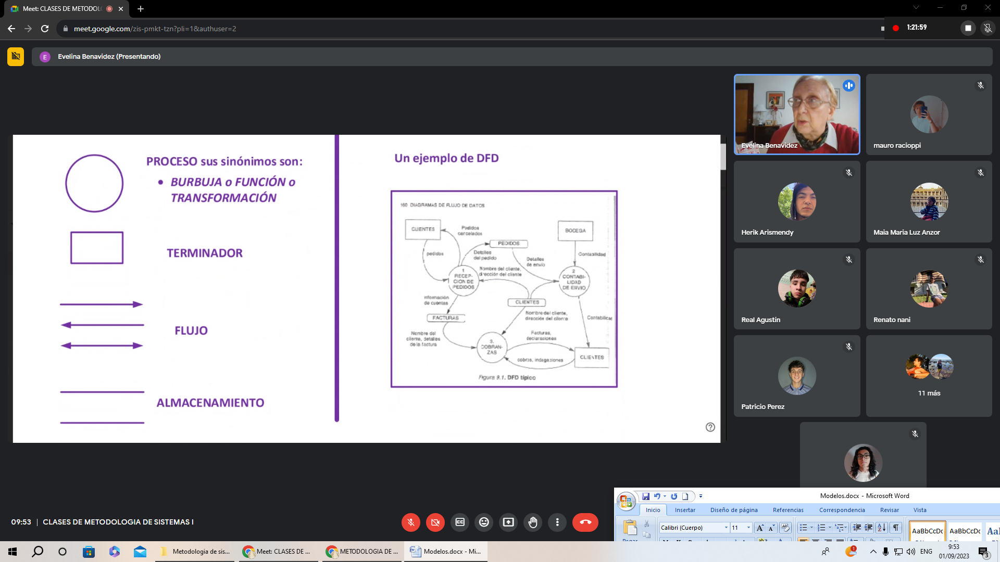 Meet: CLASES DE METODOL
meet.google.com/zis-pmkt-tzn?pli=1&authuser=2
1:21:59
E
Evelina Benavidez (Presentando)
PROCESO sus sinónimos son:
• BURBUJA o FUNCIÓN o
TRANSFORMACIÓN
TERMINADOR
FLUJO
ALMACENAMIENTO
Un ejemplo de DFD
160 DIAGRAMAS DE FLUJO DE DATOS
CLIENTES
Pedidos
cancelados
BODEGA
PEDIDOS
pedidos
Detalles
del pedido
Contabilidad
Detalles
de envío
1
RECEP-
CION DE
PEDIDOS
Nombre del cliente,
dirección del cliente
2
CONTABI-
LIDAD
DE ENVIO
información
de cuentas
CLIENTES
FACTURAS
Nombre del cliente,
dirección del cliente
Contabilidad
Nombre del
cliente, detalles
de la factura
3.
COBRAN-
ZAS
Facturas,
declaraciones
cobros, indagaciones
CLIENTES
Figura 9.1. DFD típico
Evelina Benavidez
mauro racioppi
Herik Arismendy
Maia Maria Luz Anzor
Real Agustín
Renato nani
Patricio Perez
11 más
09:53 | CLASES DE METODOLOGIA DE SISTEMAS I
Modelos.docx - Microsoft Word
Inicio
Insertar
Diseño de página
Referencias
Correspondencia
Revisar
Vista
Calibri (Cuerpo)
11
AaBbCcDc
AaBbCcDc
Metodologia de sis...
Meet: CLASES DE ...
METODOLOGIA DE ...
Modelos.docx - Mi...
1
ENG
9:53
01/09/2023
3